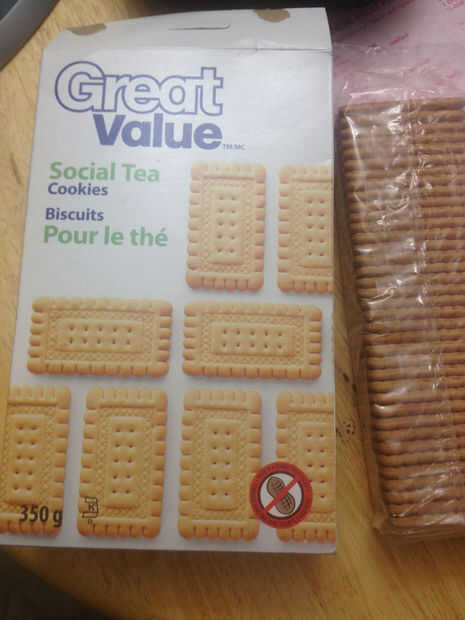 Great
Value
TM/MC
Social Tea
Cookies
Biscuits
Pour le thé
350 g
K
D